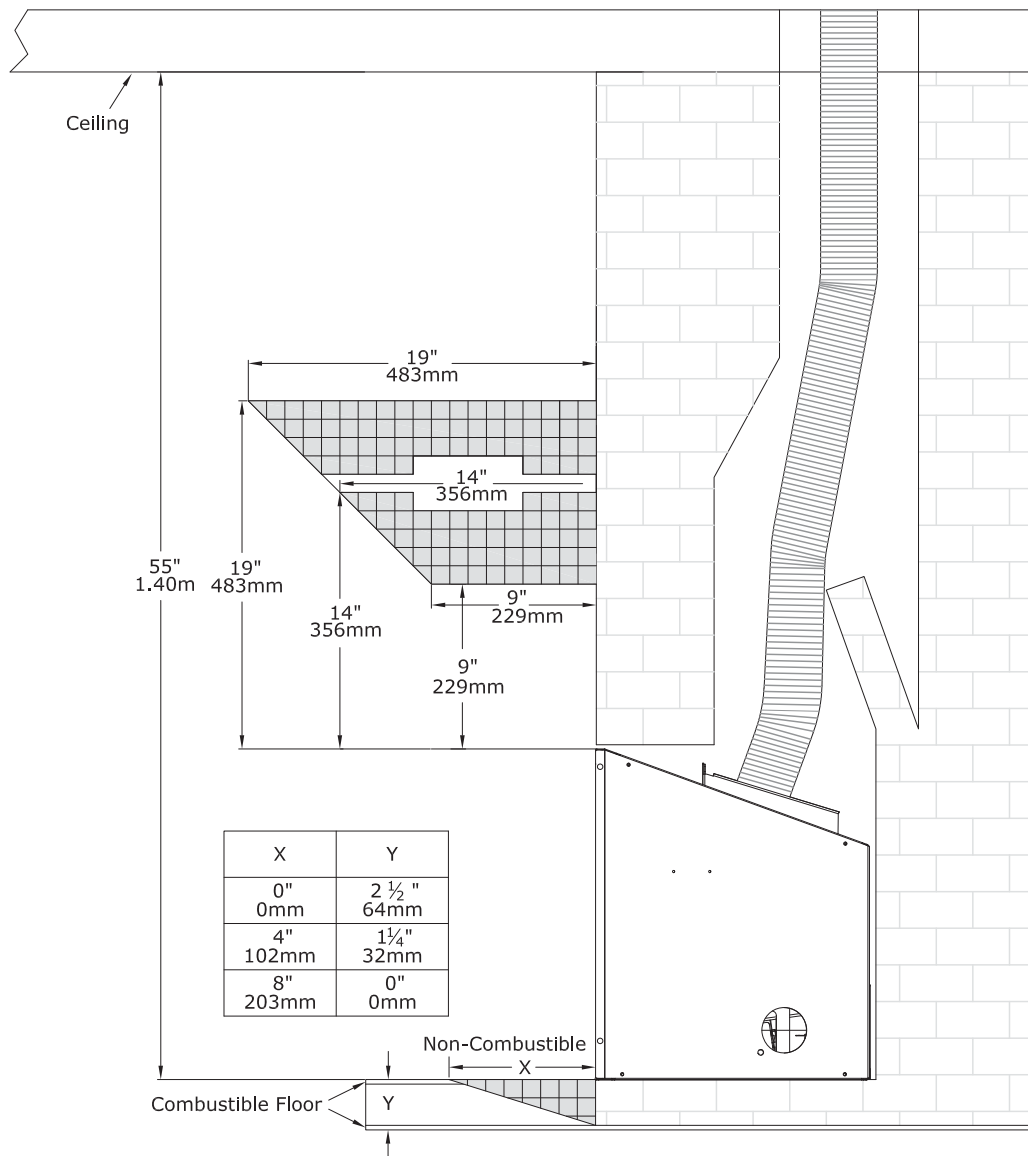 Ceiling
19"
483mm
14"
356mm
55"
1.40m
19"
483mm
14"
356mm
9"
229mm
9"
229mm
X Y
0" 2 ½ "
0mm 64mm
4" 1¼"
102mm 32mm
8" 0"
203mm 0mm
Non-Combustible
X
Combustible Floor
Y